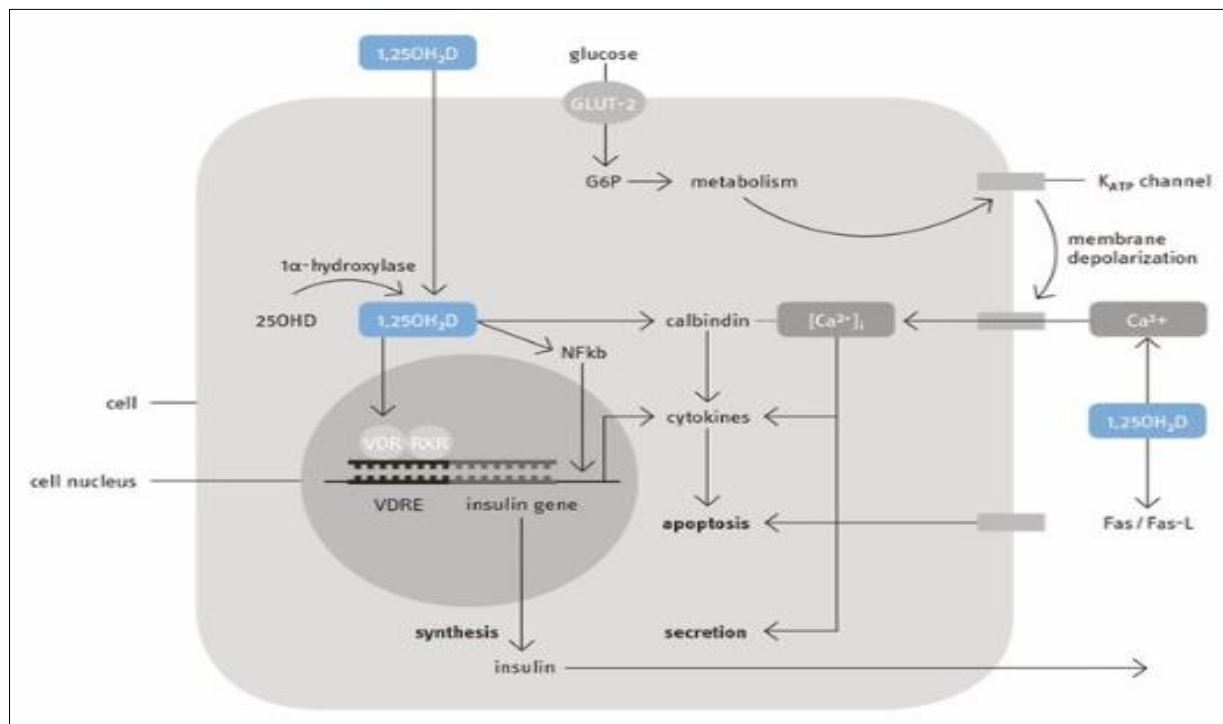 1,25OH₂D
glucose
GLUT-2
G6P
metabolism
K_ATP channel
membrane
depolarization
1α-hydroxylase
25OHD
1,25OH₂D
calbindin
[Ca²⁺]ᵢ
Ca²+
NFkb
cell
cytokines
1,25OH₂D
VDR
RXR
cell nucleus
VDRE
insulin gene
apoptosis
Fas/Fas-L
synthesis
secretion
insulin